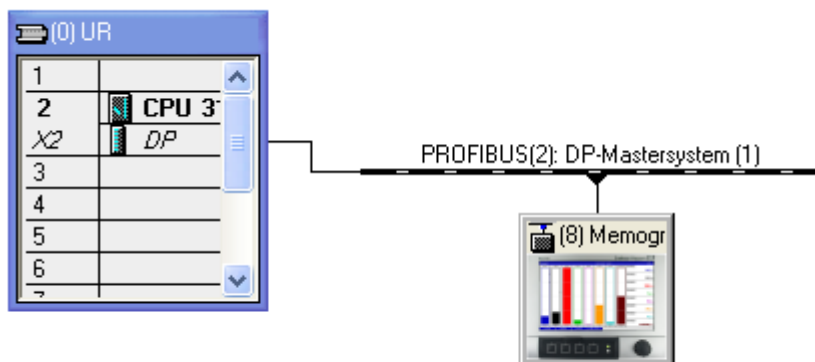 (0) UR
1
2 CPU 31
X2 DP
3
4
5
6
PROFIBUS(2): DP-Mastersystem (1)
(8) Memogr